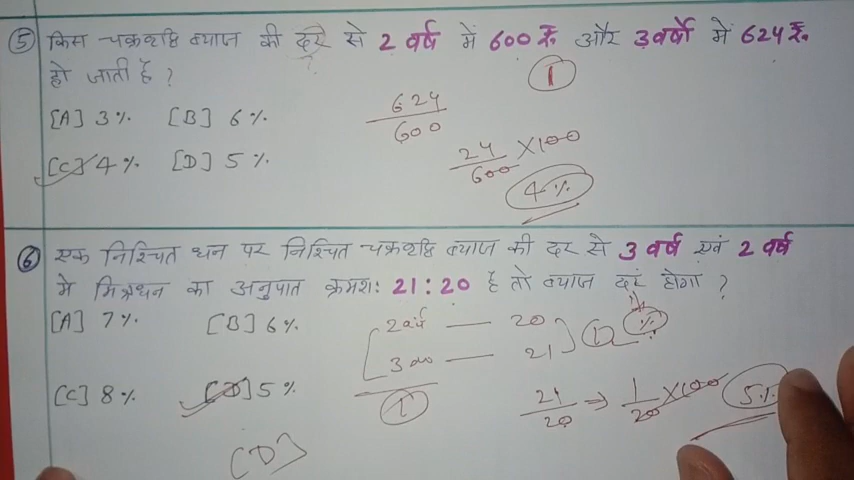 ⑤ किस चक्रवृद्धि ब्याज की दर से 2 वर्ष में 600 रु. और 3 वर्षों में 624 रु.
हो जाती है ?
①
[A] 3% [B] 6%
624/600
[C] 4% [D] 5%
24/600 × 100
4%
⑥ एक निश्चित धन पर निश्चित चक्रवृद्धि ब्याज की दर से 3 वर्ष एवं 2 वर्ष
में मिश्रधन का अनुपात क्रमश: 21 : 20 है तो ब्याज दर होगा ?
[A] 7% [B] 6%
2 वर्ष — 20
3 — 21
[C] 8% [D] 5%
1
21/20 ⇒ 1/20 × 100
5%
[D]